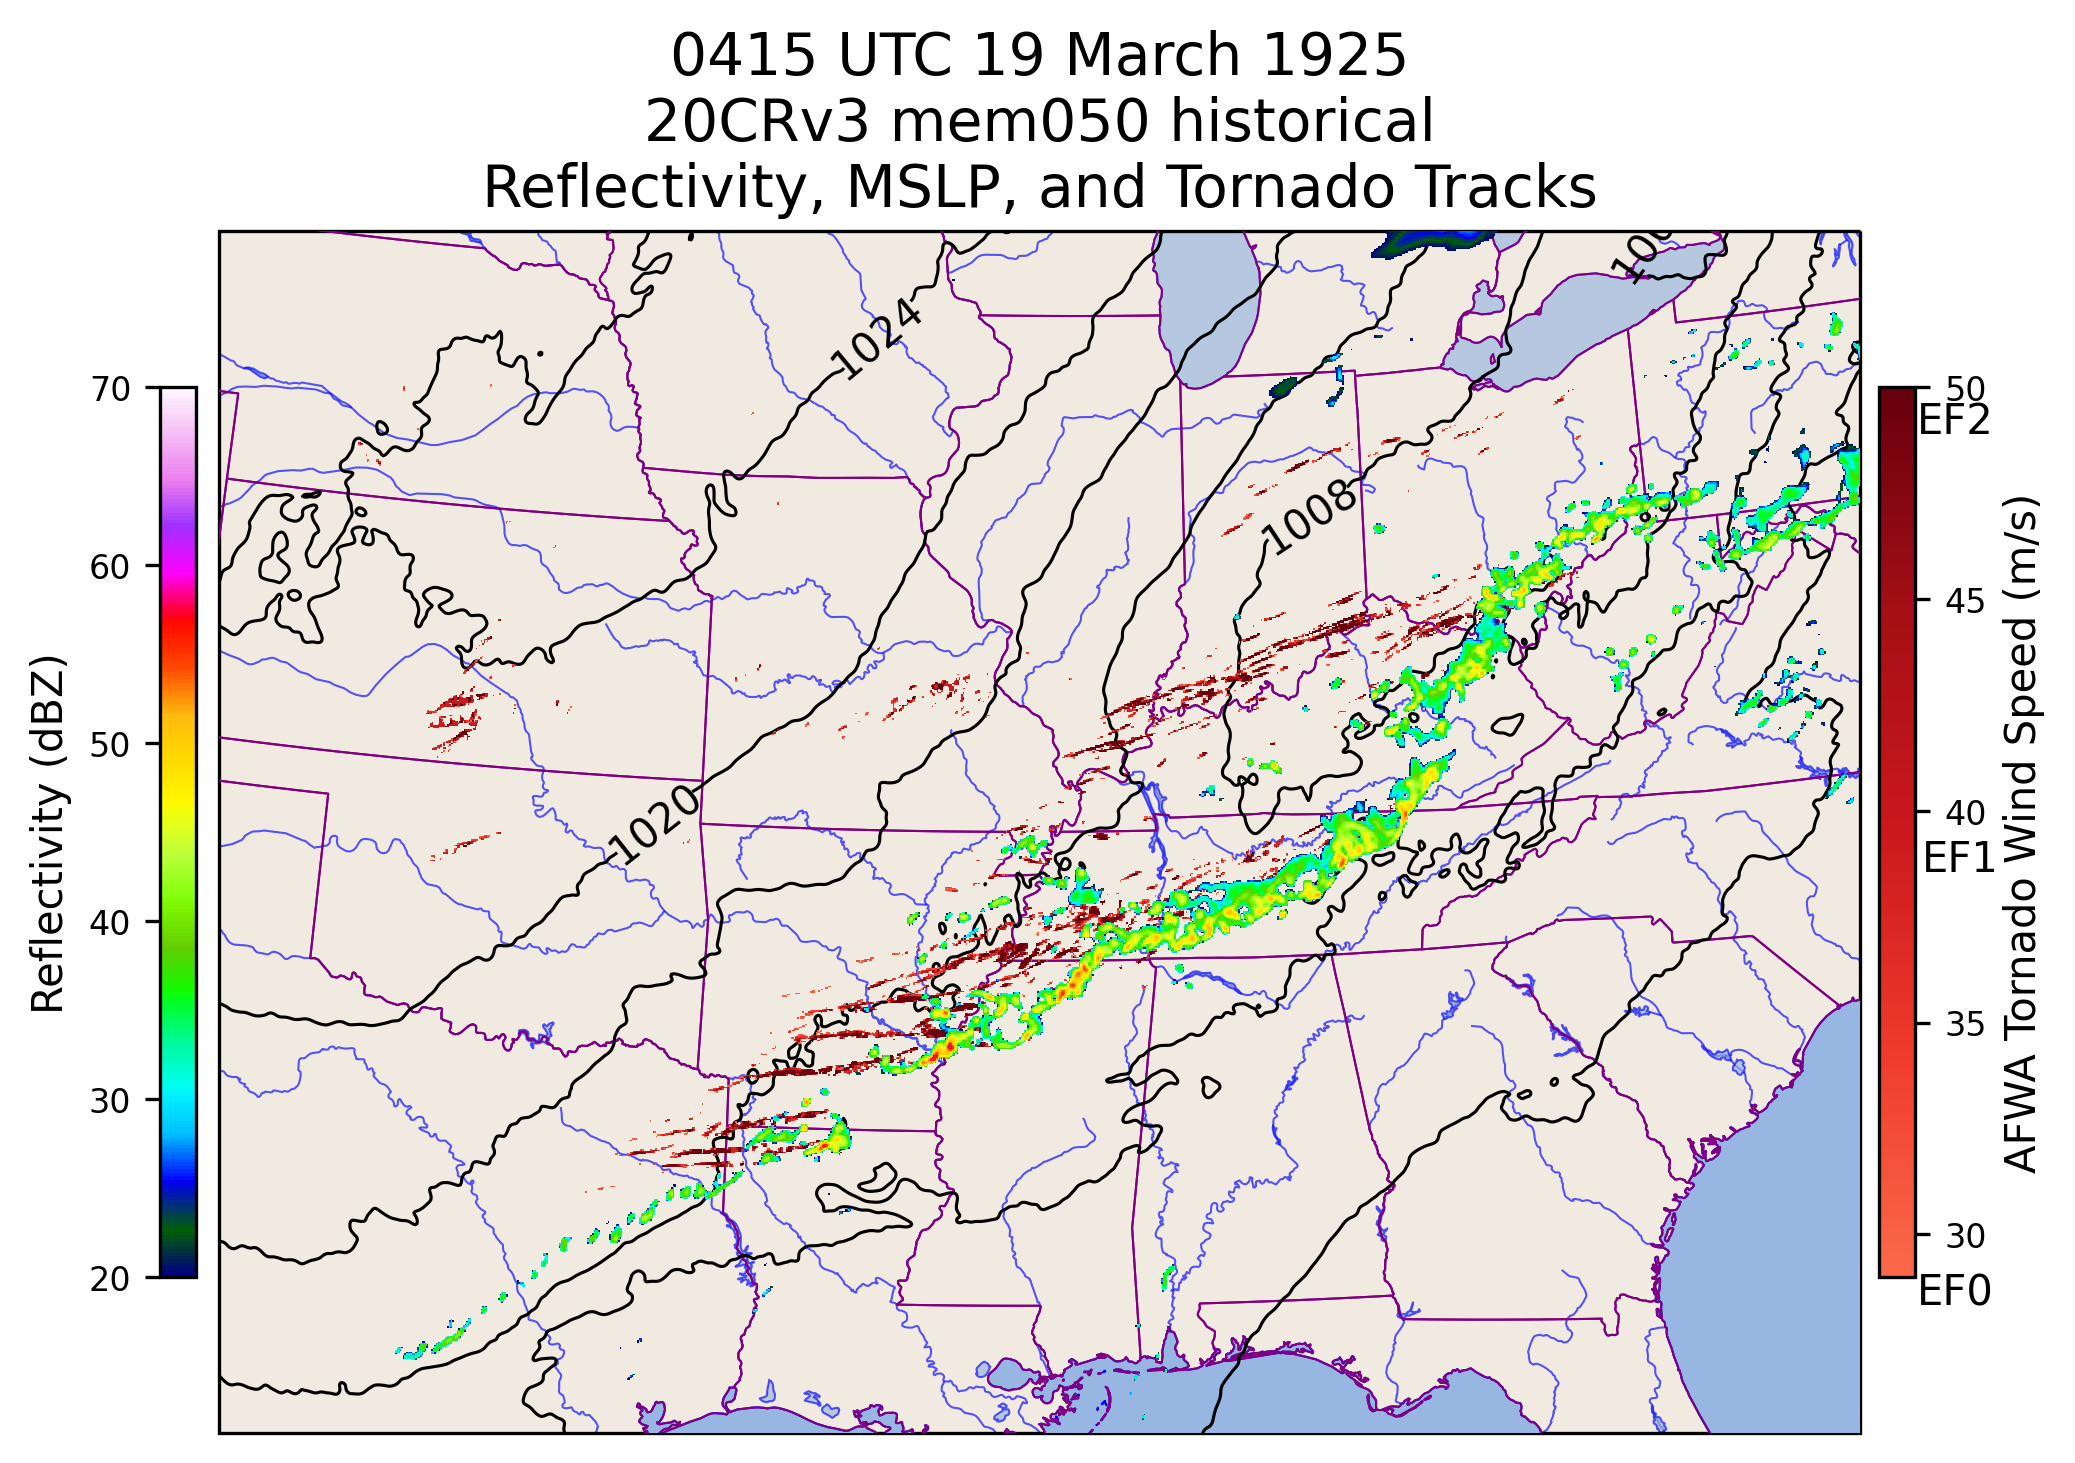 0415 UTC 19 March 1925
20CRv3 mem050 historical
Reflectivity, MSLP, and Tornado Tracks
1024
1008
1020
70
60
50
40
30
20
Reflectivity (dBZ)
50
EF2
45
40
EF1
35
30
EF0
AFWA Tornado Wind Speed (m/s)